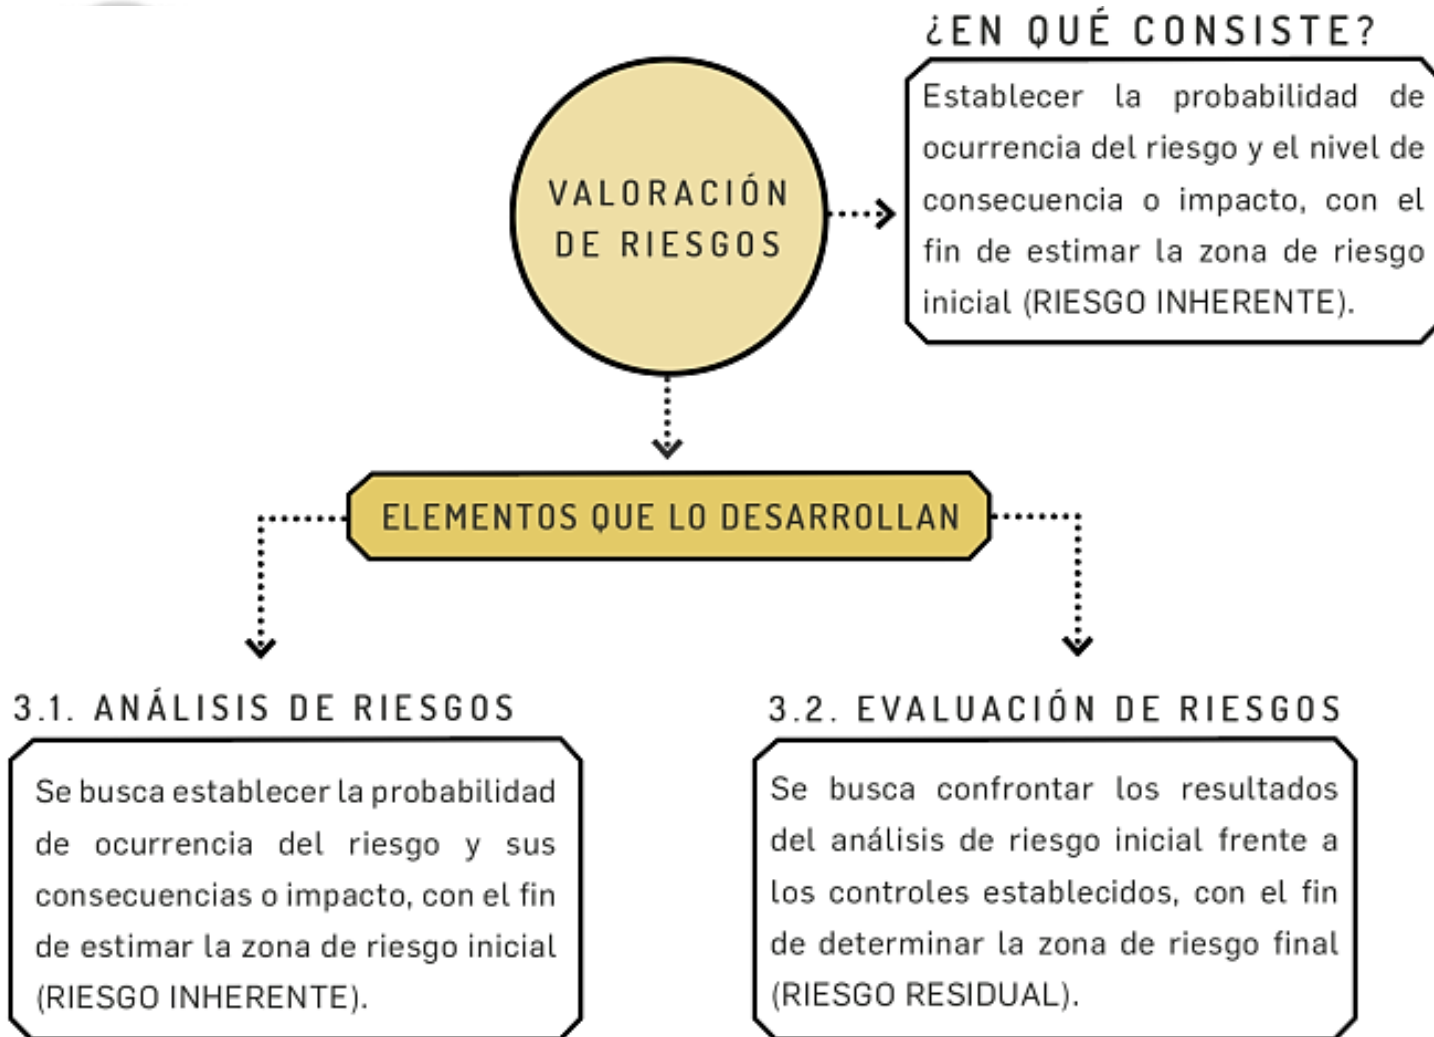 ¿EN QUÉ CONSISTE?
Establecer la probabilidad de
ocurrencia del riesgo y el nivel de
consecuencia o impacto, con el
fin de estimar la zona de riesgo
inicial (RIESGO INHERENTE).
VALORACIÓN
DE RIESGOS
ELEMENTOS QUE LO DESARROLLAN
3.1. ANÁLISIS DE RIESGOS
Se busca establecer la probabilidad
de ocurrencia del riesgo y sus
consecuencias o impacto, con el fin
de estimar la zona de riesgo inicial
(RIESGO INHERENTE).
3.2. EVALUACIÓN DE RIESGOS
Se busca confrontar los resultados
del análisis de riesgo inicial frente a
los controles establecidos, con el fin
de determinar la zona de riesgo final
(RIESGO RESIDUAL).